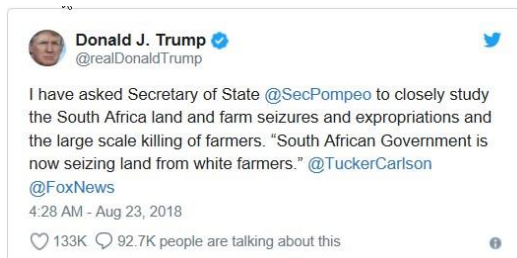 Donald J. Trump
@realDonaldTrump
I have asked Secretary of State @SecPompeo to closely study
the South Africa land and farm seizures and expropriations and
the large scale killing of farmers. “South African Government is
now seizing land from white farmers.” @TuckerCarlson
@FoxNews
4:28 AM - Aug 23, 2018
133K 92.7K people are talking about this